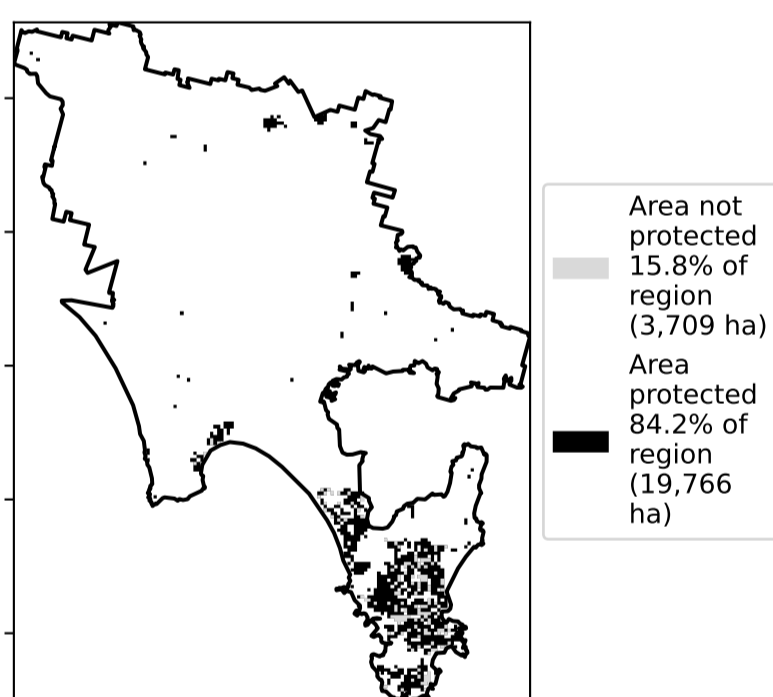 Area not
protected
15.8% of
region
(3,709 ha)
Area
protected
84.2% of
region
(19,766
ha)